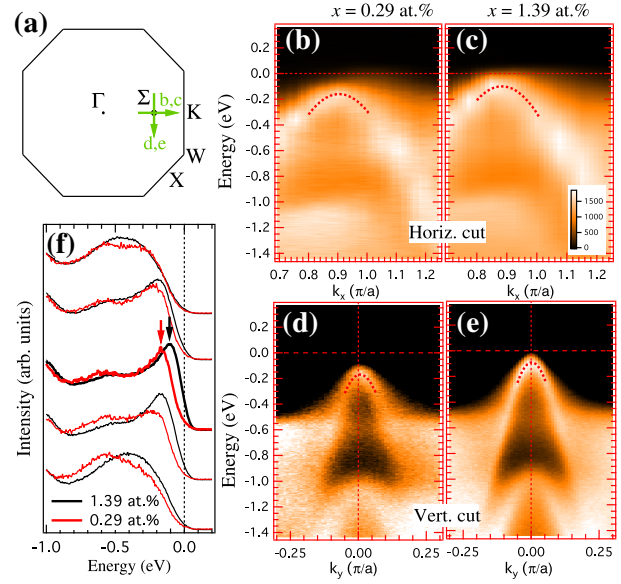 x = 0.29 at.%
x = 1.39 at.%
(a)
Γ
Σ
b,c
K
d,e
W
X
(b)
(c)
Energy (eV)
0.2
-0.0
-0.2
-0.4
-0.6
-0.8
-1.0
-1.2
-1.4
1500
1000
500
0
Horiz. cut
0.7 0.8 0.9 1.0 1.1 1.2
0.8 0.9 1.0 1.1 1.2
kx (π/a)
kx (π/a)
(f)
Intensity (arb. units)
1.39 at.%
0.29 at.%
-1.0 -0.5 0.0
Energy (eV)
(d)
(e)
Energy (eV)
0.2
-0.0
-0.2
-0.4
-0.6
-0.8
-1.0
-1.2
-1.4
Vert. cut
-0.25 0.00 0.25
-0.25 0.00 0.25
ky (π/a)
ky (π/a)